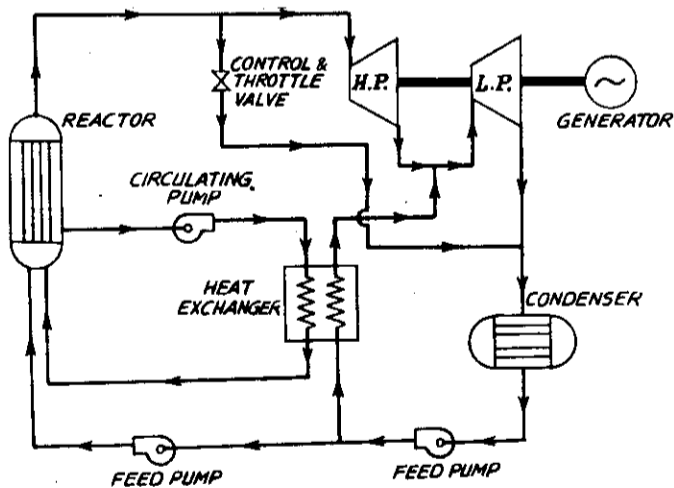 CONTROL &
THROTTLE
VALVE
H.P.
L.P.
GENERATOR
REACTOR
CIRCULATING.
PUMP
HEAT
EXCHANGER
CONDENSER
FEED PUMP
FEED PUMP